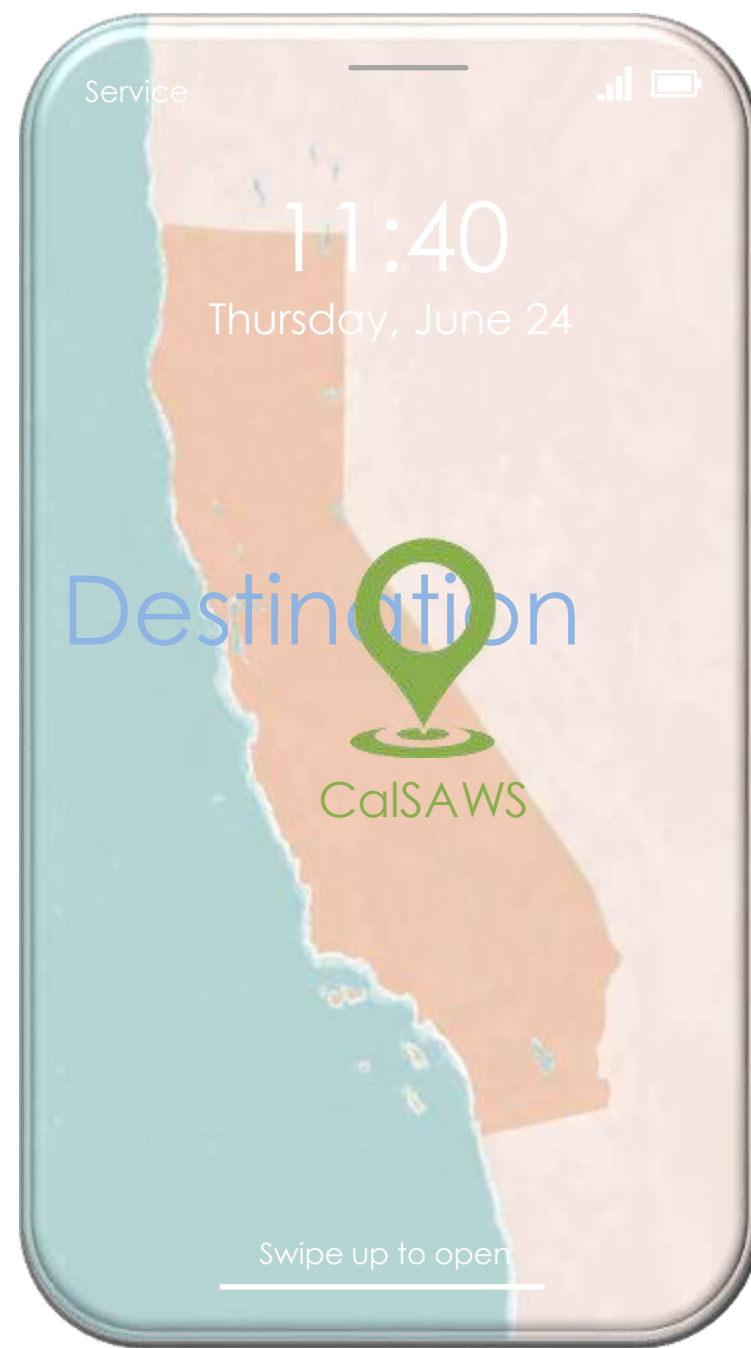 Service
11:40
Thursday, June 24
Destination
CalSAWS
Swipe up to open